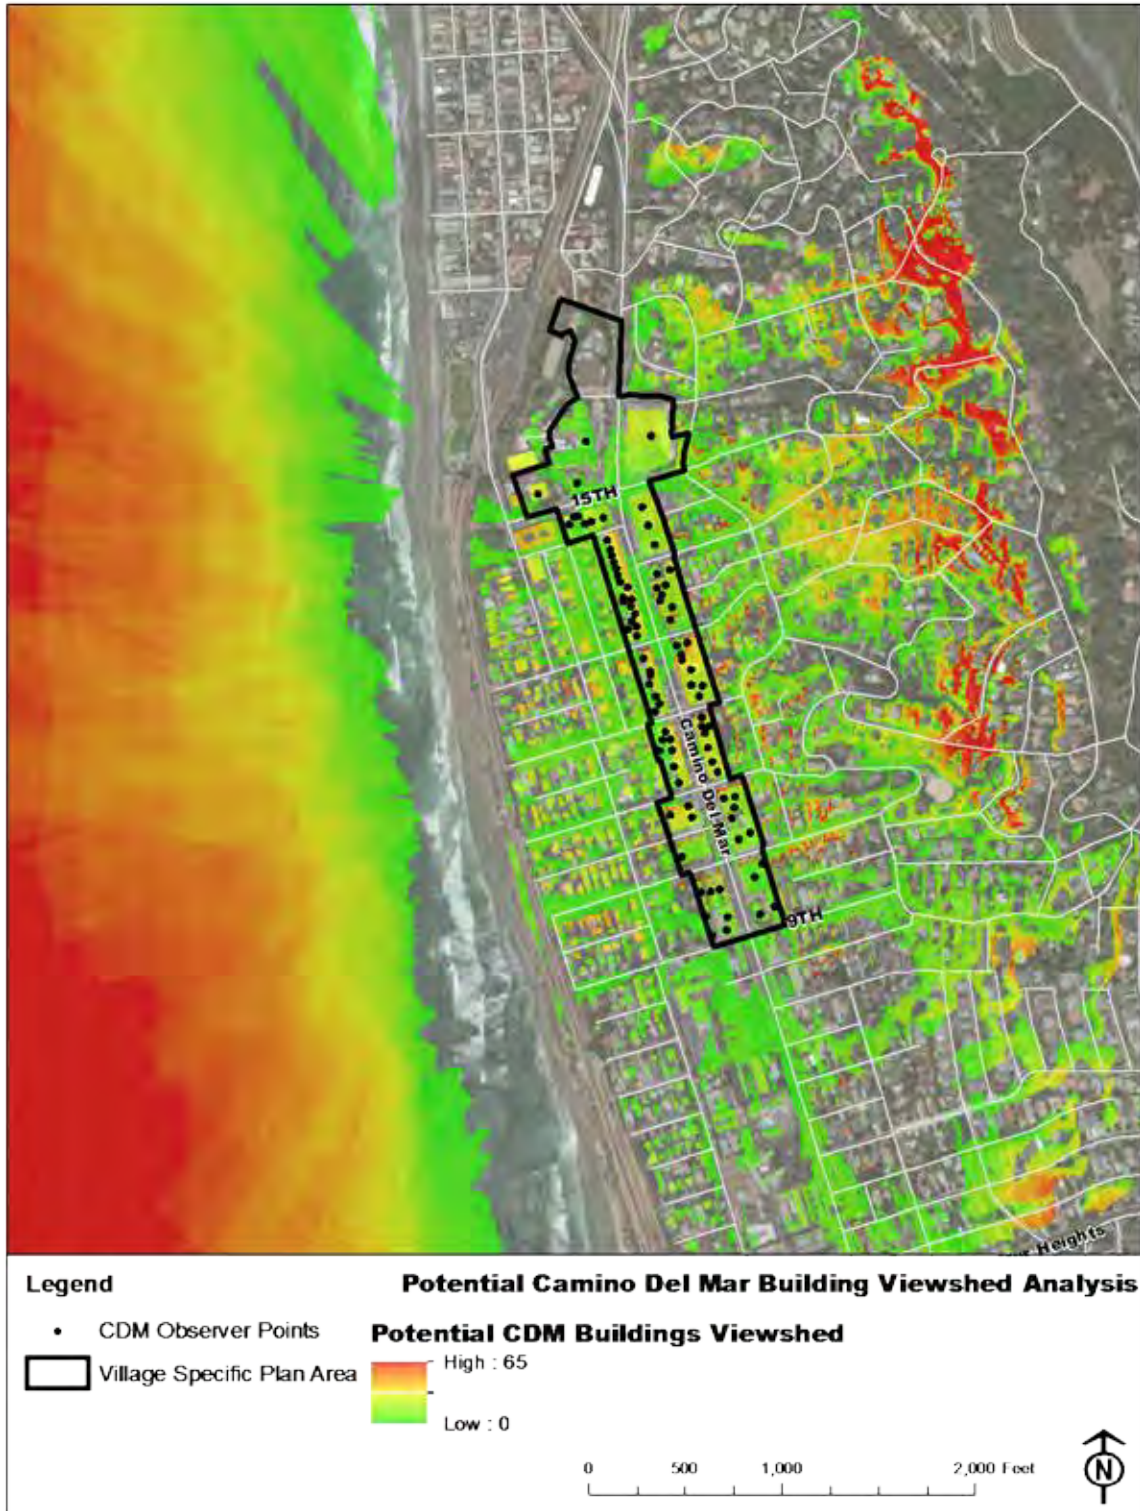 15TH
Camino Del Mar
9TH
Heights
Legend
Potential Camino Del Mar Building Viewshed Analysis
CDM Observer Points
Potential CDM Buildings Viewshed
Village Specific Plan Area
High : 65
Low : 0
0 500 1,000 2,000 Feet
N